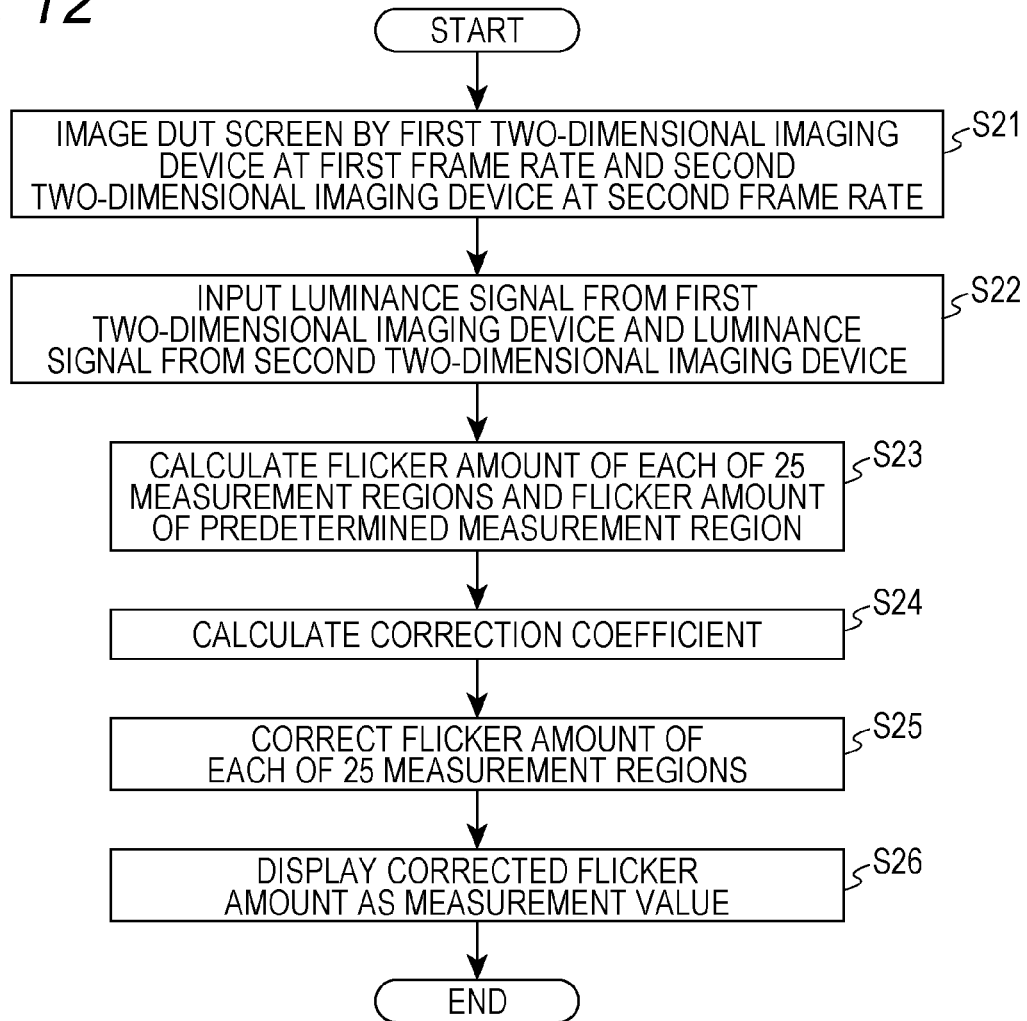 12
START
IMAGE DUT SCREEN BY FIRST TWO-DIMENSIONAL IMAGING
DEVICE AT FIRST FRAME RATE AND SECOND
TWO-DIMENSIONAL IMAGING DEVICE AT SECOND FRAME RATE
S21
INPUT LUMINANCE SIGNAL FROM FIRST
TWO-DIMENSIONAL IMAGING DEVICE AND LUMINANCE
SIGNAL FROM SECOND TWO-DIMENSIONAL IMAGING DEVICE
S22
CALCULATE FLICKER AMOUNT OF EACH OF 25
MEASUREMENT REGIONS AND FLICKER AMOUNT
OF PREDETERMINED MEASUREMENT REGION
S23
CALCULATE CORRECTION COEFFICIENT
S24
CORRECT FLICKER AMOUNT OF
EACH OF 25 MEASUREMENT REGIONS
S25
DISPLAY CORRECTED FLICKER
AMOUNT AS MEASUREMENT VALUE
S26
END